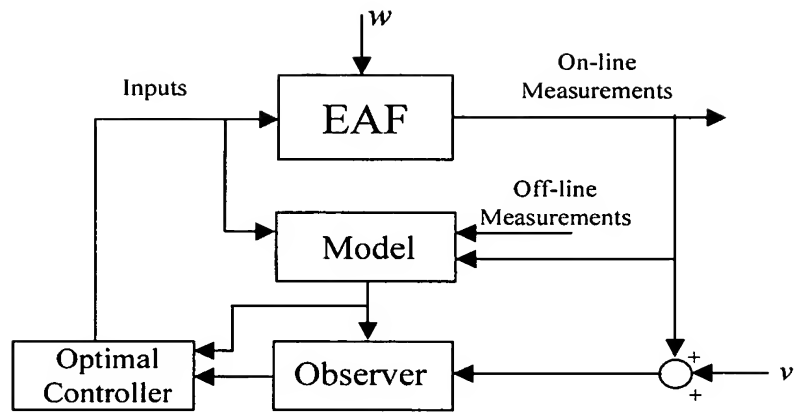 w
On-line
Measurements
Inputs
EAF
Off-line
Measurements
Model
+
Optimal
Controller
Observer
v
+